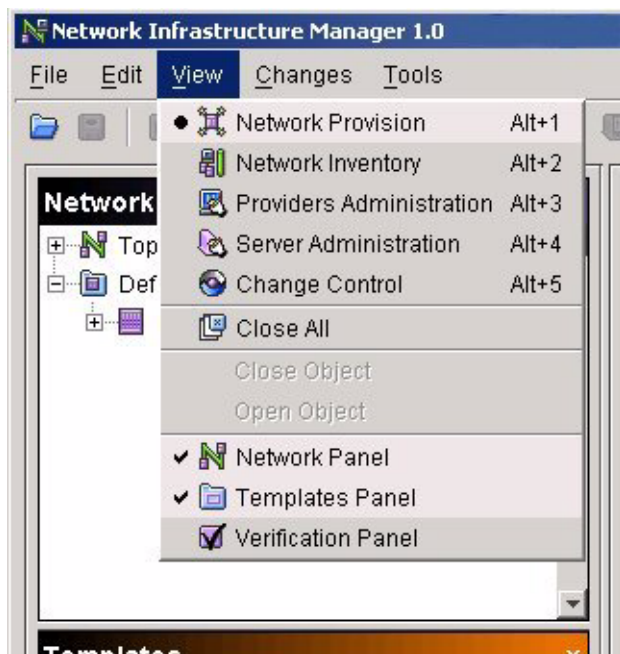 Network Infrastructure Manager 1.0
File Edit View Changes Tools
Network Provision Alt+1
Network Inventory Alt+2
Providers Administration Alt+3
Server Administration Alt+4
Change Control Alt+5
Close All
Close Object
Open Object
Network Panel
Templates Panel
Verification Panel
Network
Top
Def
Templates